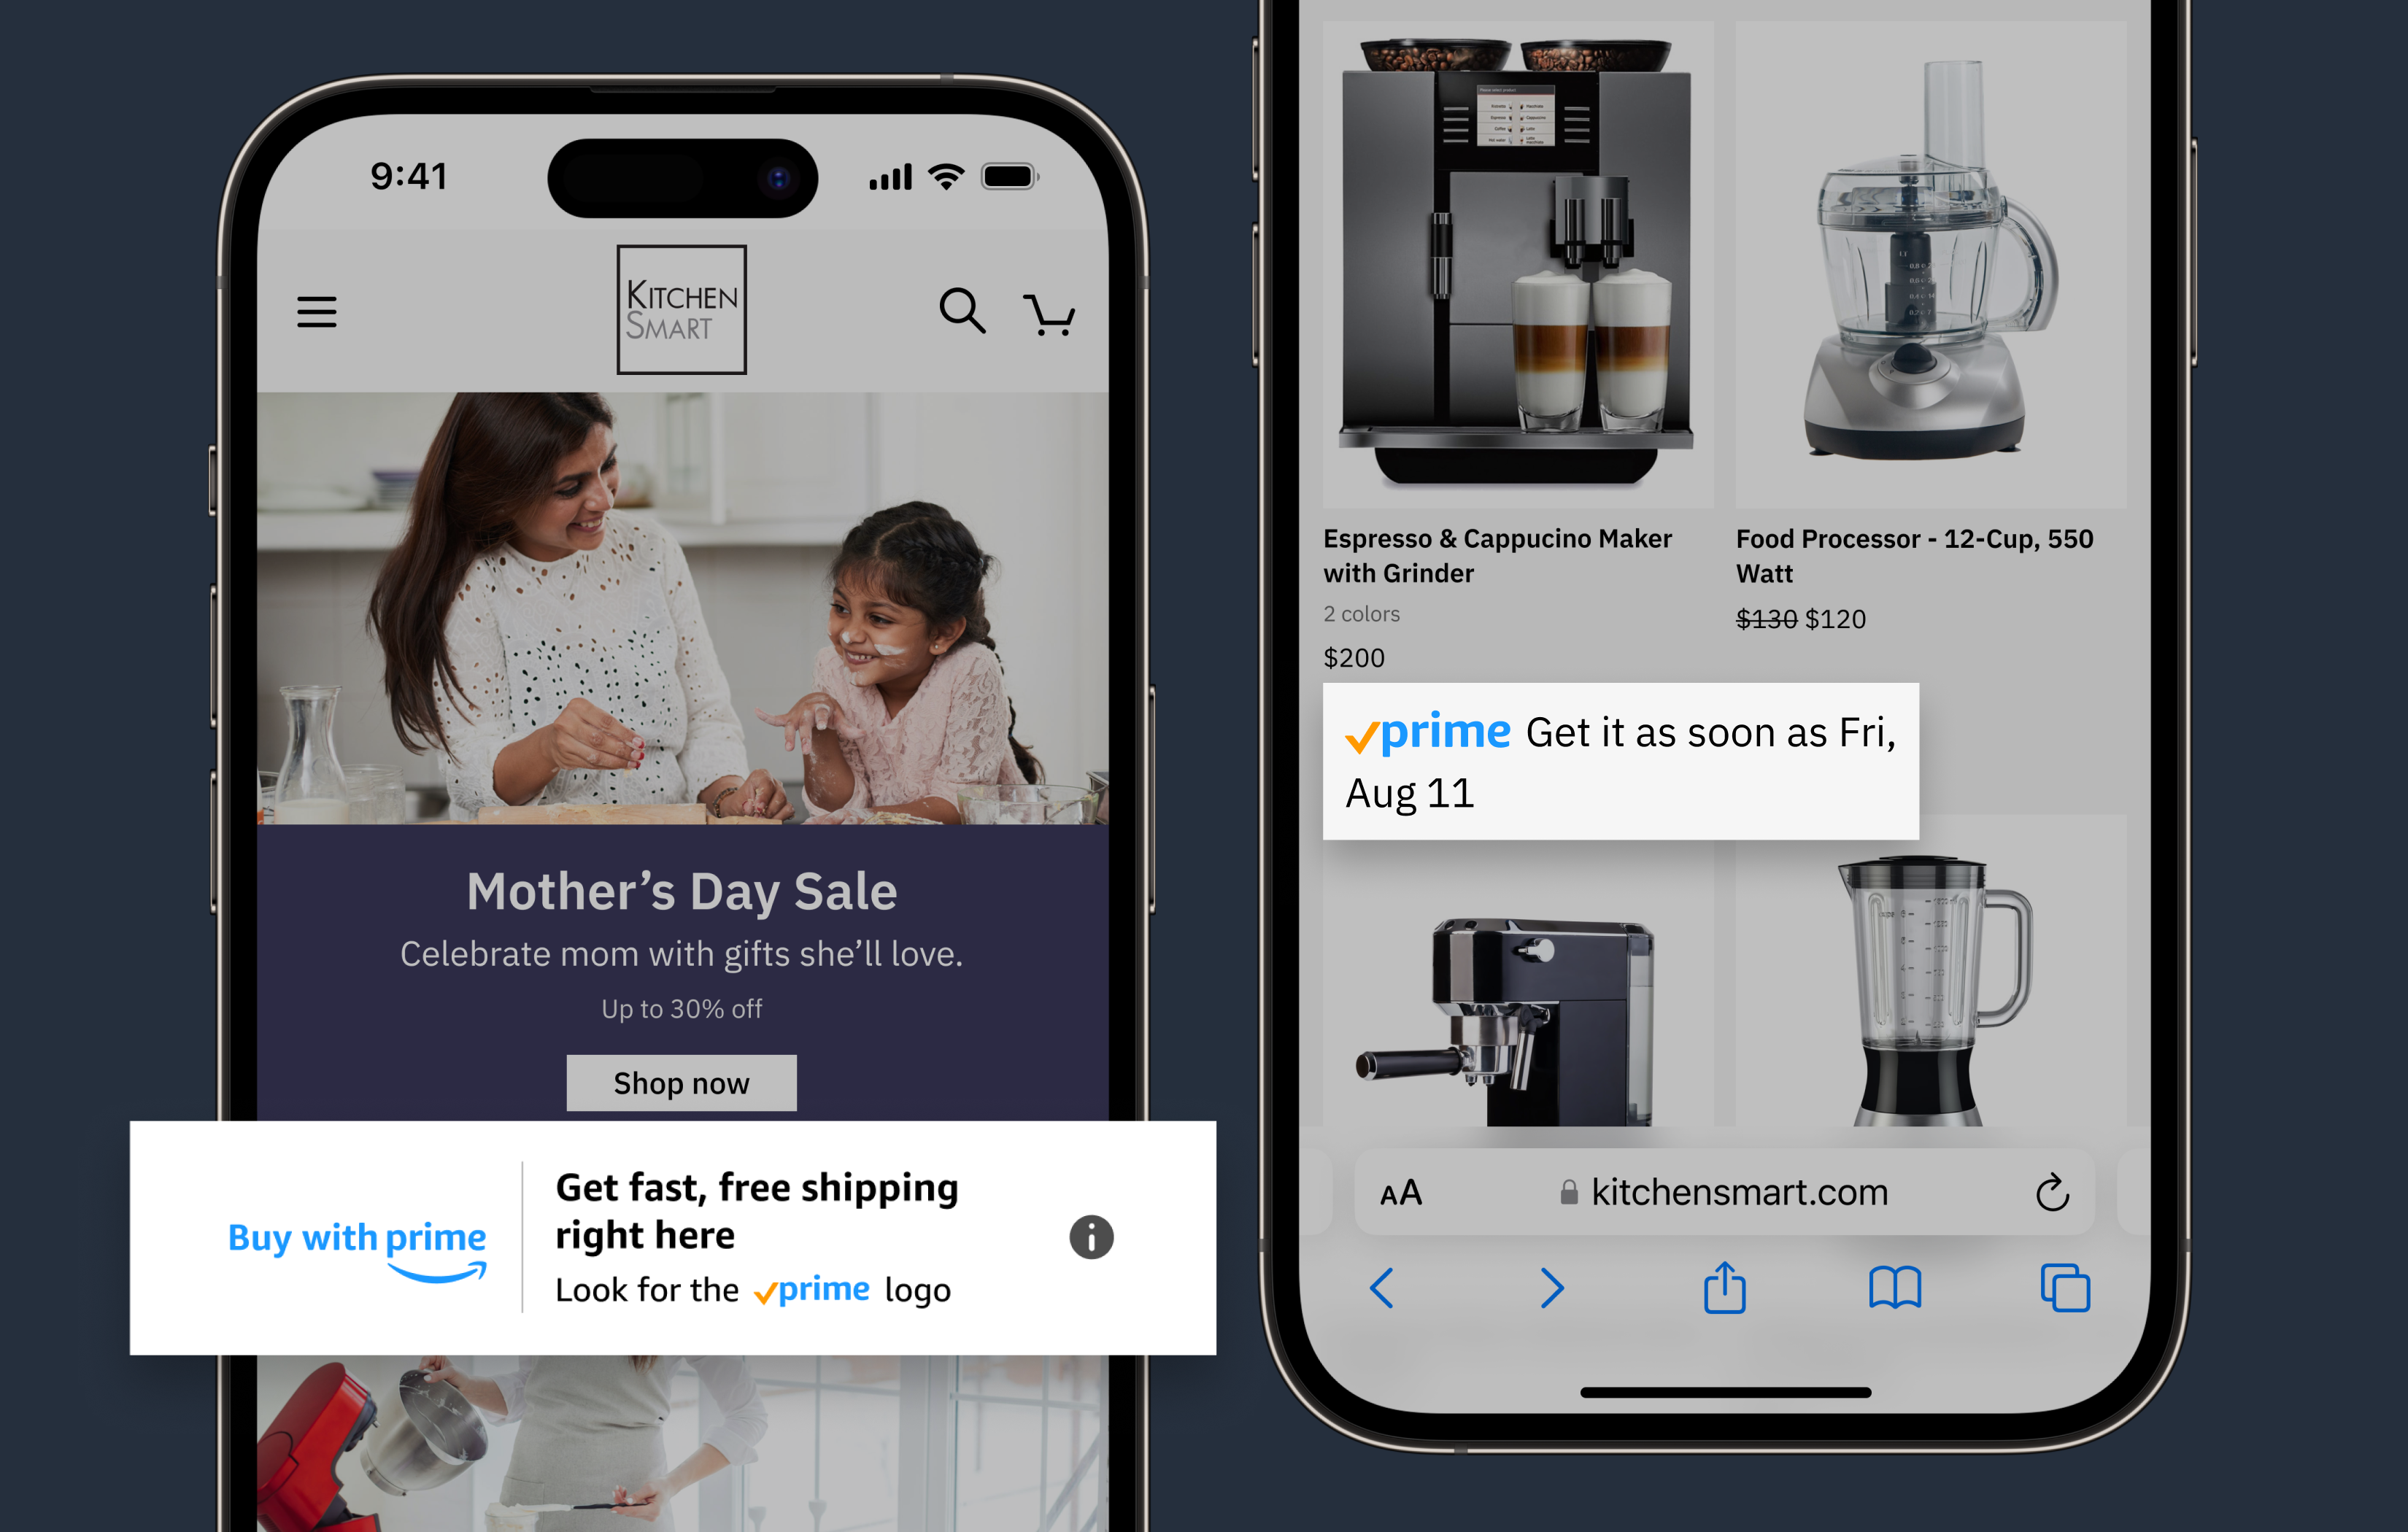 9:41
KITCHEN
SMART
Mother’s Day Sale
Celebrate mom with gifts she’ll love.
Up to 30% off
Shop now
Buy with prime
Get fast, free shipping
right here
Look for the prime logo
Espresso & Cappucino Maker
with Grinder
2 colors
$200
Food Processor - 12-Cup, 550
Watt
$130 $120
prime Get it as soon as Fri,
Aug 11
AA
kitchensmart.com